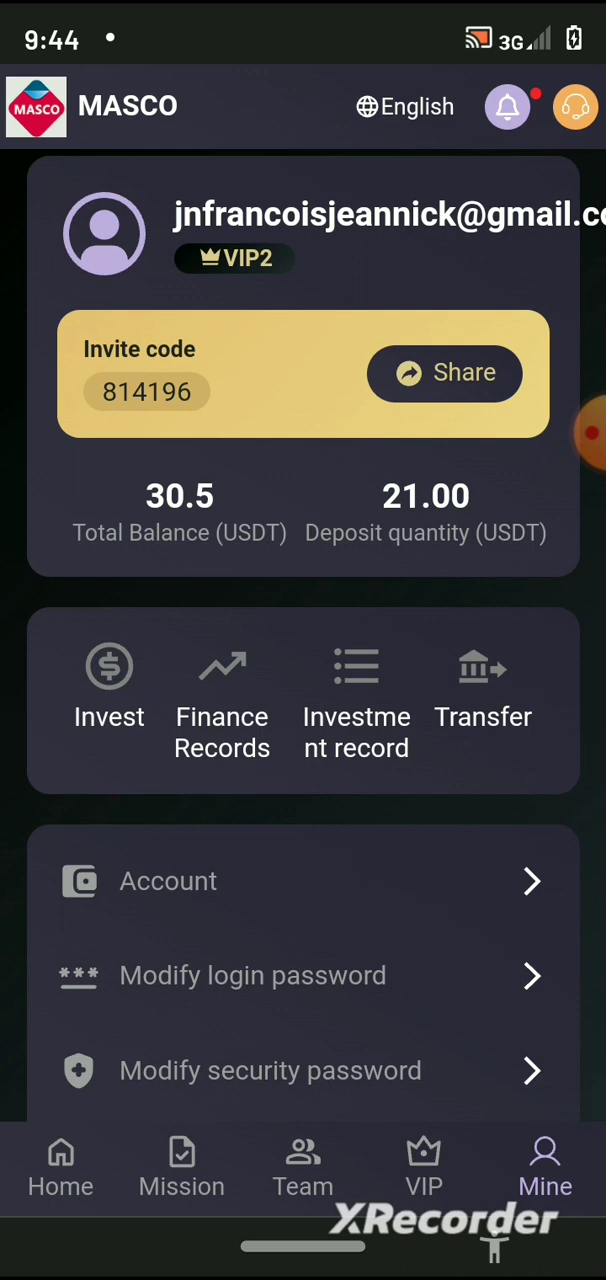 9:44
3G
MASCO
MASCO
English
jnfrancoisjeannick@gmail.c
VIP2
Invite code
814196
Share
30.5
21.00
Total Balance (USDT)
Deposit quantity (USDT)
Invest
Finance
Records
Investme
nt record
Transfer
Account
***
Modify login password
Modify security password
Home
Mission
Team
VIP
Mine
XRecorder